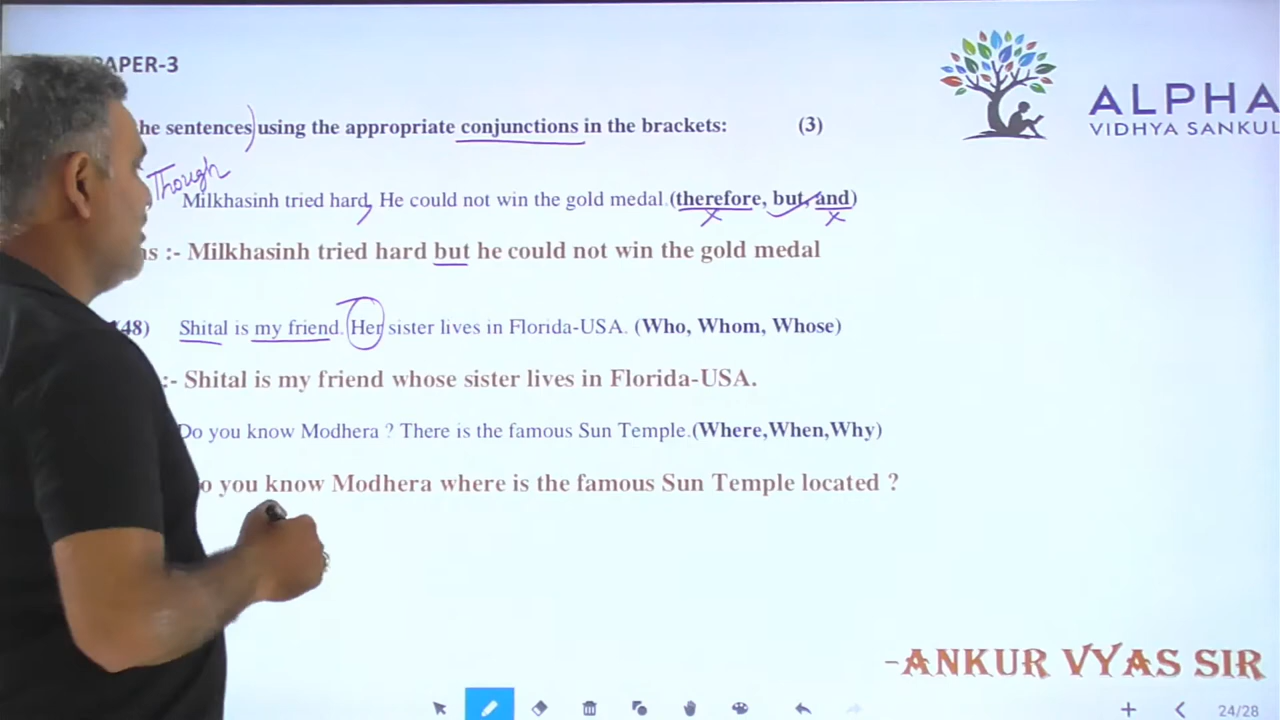 PAPER-3
ALPHA
VIDHYA SANKUL
he sentences) using the appropriate conjunctions in the brackets: (3)
Though
Milkhasinh tried hard, He could not win the gold medal.(therefore, but, and)
s :- Milkhasinh tried hard but he could not win the gold medal
48) Shital is my friend. Her sister lives in Florida-USA. (Who, Whom, Whose)
:- Shital is my friend whose sister lives in Florida-USA.
Do you know Modhera ? There is the famous Sun Temple.(Where,When,Why)
o you know Modhera where is the famous Sun Temple located ?
-ANKUR VYAS SIR
24/28